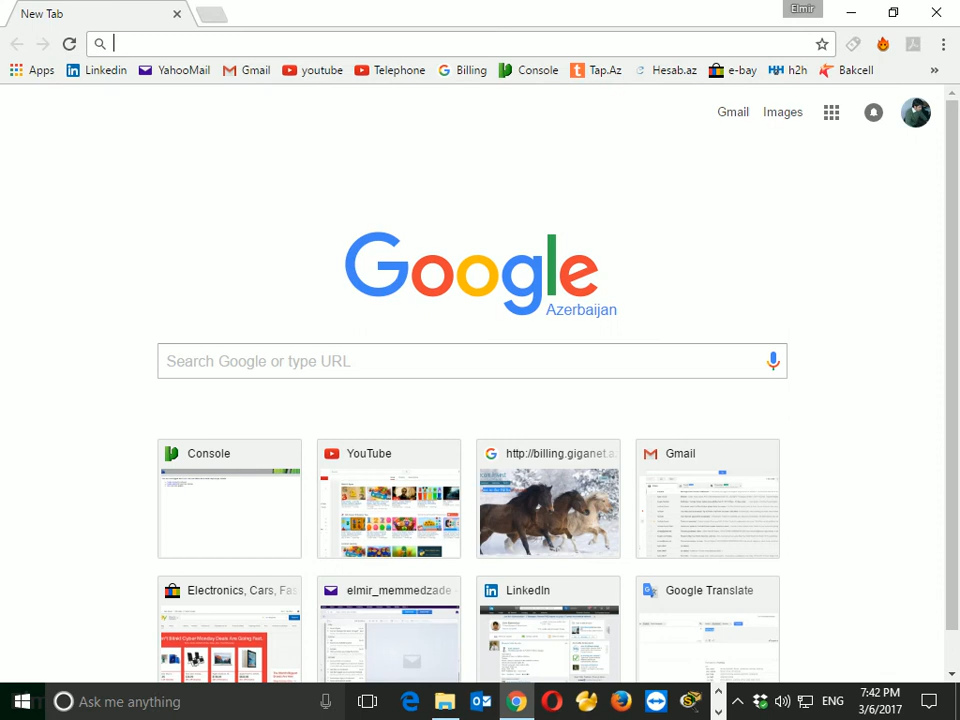 New Tab
Elmir
Apps Linkedin YahooMail Gmail youtube Telephone Billing Console Tap.Az Hesab.az e-bay h2h Bakcell »
Gmail Images
Google
Azerbaijan
Search Google or type URL
Console YouTube http://billing.giganet.a Gmail
Electronics, Cars, Fas elmir_memmedzade LinkedIn Google Translate
Ask me anything
ENG
7:42 PM
3/6/2017